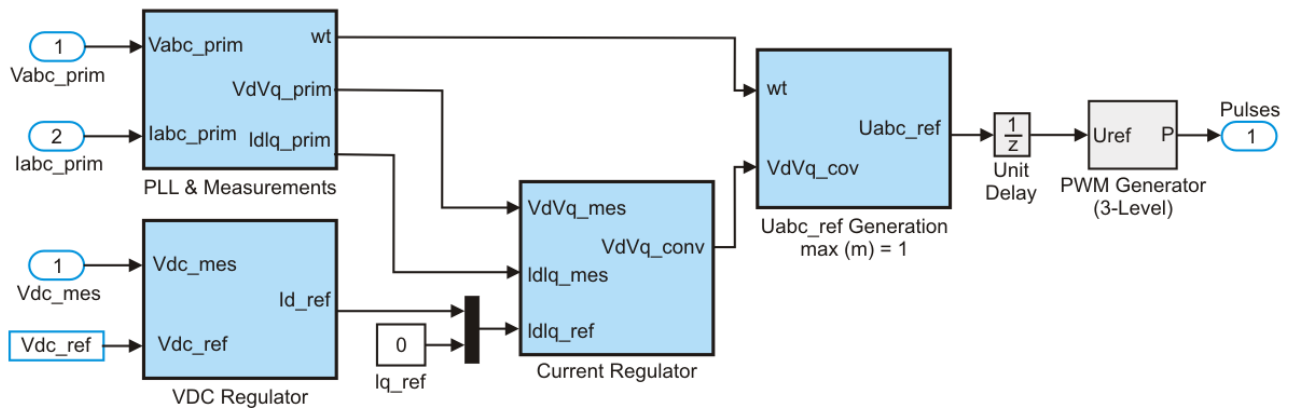 1
Vabc_prim
2
Iabc_prim
Vabc_prim
wt
VdVq_prim
Iabc_prim
IdIq_prim
PLL & Measurements
1
Vdc_mes
Vdc_ref
Vdc_mes
Id_ref
Vdc_ref
VDC Regulator
0
Iq_ref
VdVq_mes
VdVq_conv
IdIq_mes
IdIq_ref
Current Regulator
wt
Uabc_ref
VdVq_cov
Uabc_ref Generation
max (m) = 1
1
z
Unit
Delay
Uref
P
PWM Generator
(3-Level)
Pulses
1